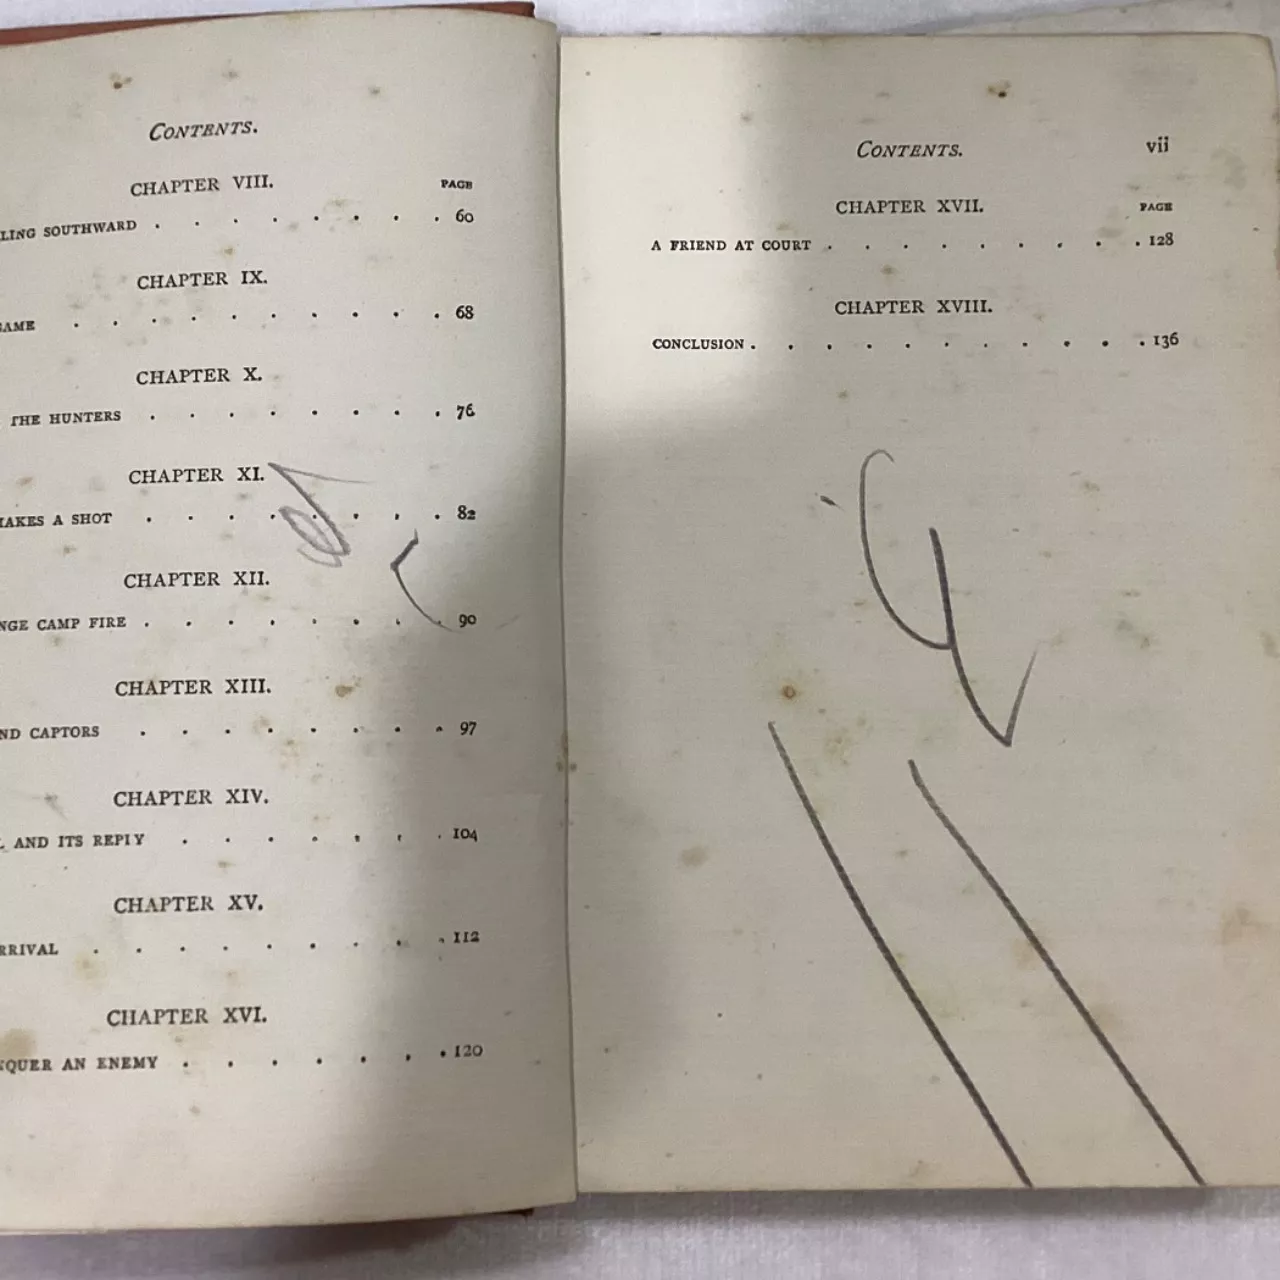 CONTENTS.
CHAPTER VIII.
PAGE
LING SOUTHWARD . . . . . . . . 60
CHAPTER IX.
GAME . . . . . . . . . . 68
CHAPTER X.
THE HUNTERS . . . . . . . . 76
CHAPTER XI.
MAKES A SHOT . . . . . . . . 82
CHAPTER XII.
NGE CAMP FIRE . . . . . . . . 90
CHAPTER XIII.
ND CAPTORS . . . . . . . . 97
CHAPTER XIV.
L AND ITS REPLY . . . . . . . 104
CHAPTER XV.
RRIVAL . . . . . . . . . 112
CHAPTER XVI.
NQUER AN ENEMY . . . . . . . 120
CONTENTS. vii
CHAPTER XVII.
PAGE
A FRIEND AT COURT . . . . . . . . . 128
CHAPTER XVIII.
CONCLUSION . . . . . . . . . . . 136